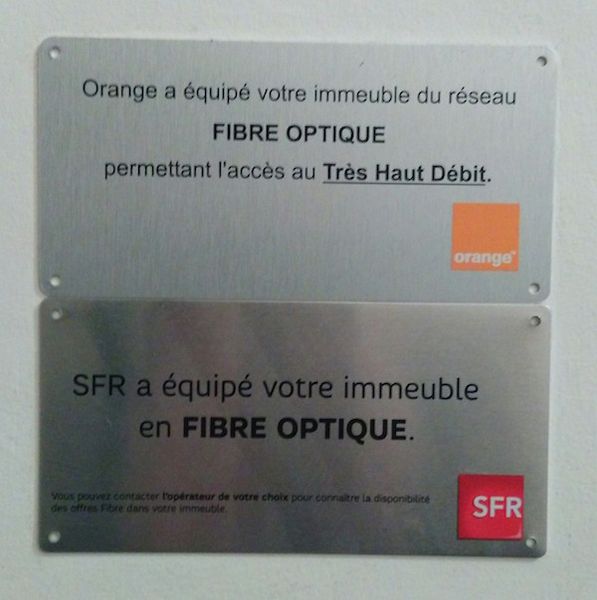 Orange a équipé votre immeuble du réseau
FIBRE OPTIQUE
permettant l'accès au Très Haut Débit.
orange™
SFR a équipé votre immeuble
en FIBRE OPTIQUE.
Vous pouvez contacter l'opérateur de votre choix pour connaitre la disponibilité
des offres Fibre dans votre immeuble.
SFR